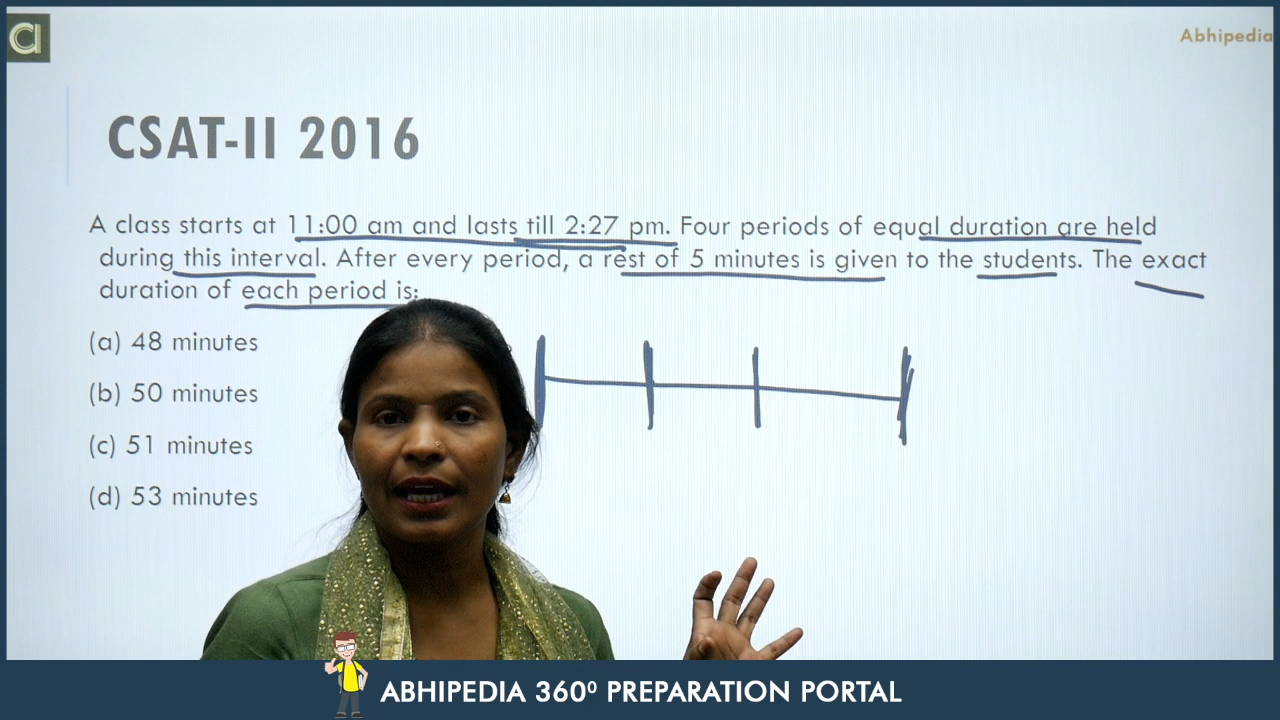 Abhipedia
CSAT-II 2016
A class starts at 11:00 am and lasts till 2:27 pm. Four periods of equal duration are held
during this interval. After every period, a rest of 5 minutes is given to the students. The exact
duration of each period is:
(a) 48 minutes
(b) 50 minutes
(c) 51 minutes
(d) 53 minutes
ABHIPEDIA 360⁰ PREPARATION PORTAL